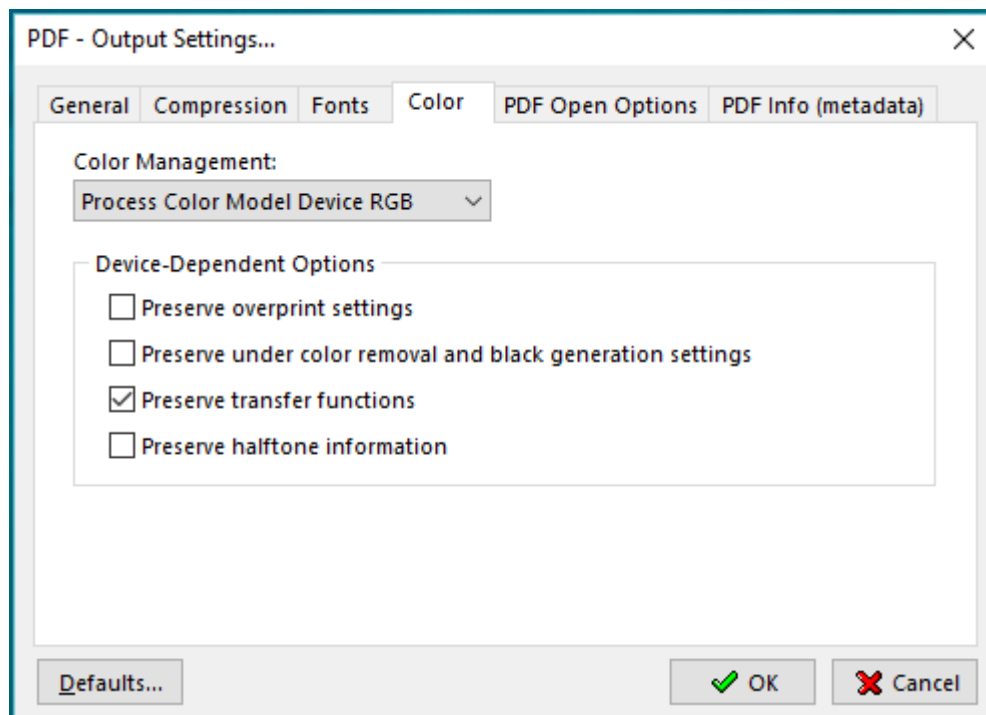 PDF - Output Settings...
General Compression Fonts Color PDF Open Options PDF Info (metadata)
Color Management:
Process Color Model Device RGB
Device-Dependent Options
Preserve overprint settings
Preserve under color removal and black generation settings
Preserve transfer functions
Preserve halftone information
Defaults... OK Cancel